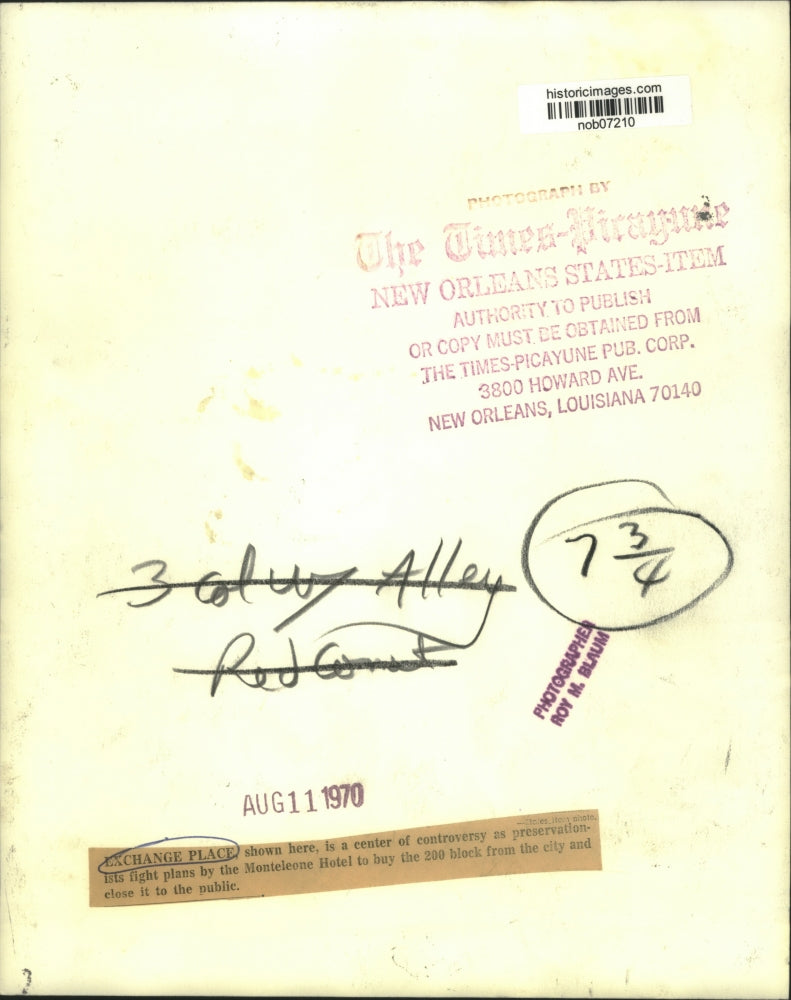 historicimages.com
nob07210
PHOTOGRAPH BY
The Times-Picayune
NEW ORLEANS STATES-ITEM
AUTHORITY TO PUBLISH
OR COPY MUST BE OBTAINED FROM
THE TIMES-PICAYUNE PUB. CORP.
3800 HOWARD AVE.
NEW ORLEANS, LOUISIANA 70140
7 3/4
3 col w/ Alley
PHOTOGRAPHER
ROY M. BLAUM
AUG 11 1970
—States-Item photo.
EXCHANGE PLACE, shown here, is a center of controversy as preservation-
ists fight plans by the Monteleone Hotel to buy the 200 block from the city and
close it to the public.